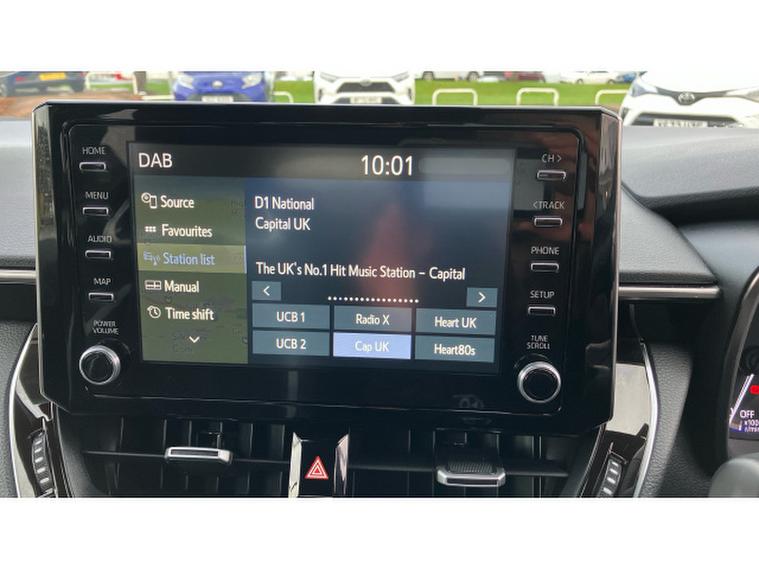 DAB
10:01
HOME
MENU
AUDIO
MAP
POWER
VOLUME
Source
Favourites
Station list
Manual
Time shift
D1 National
Capital UK
The UK's No.1 Hit Music Station - Capital
<
>
UCB 1
Radio X
Heart UK
UCB 2
Cap UK
Heart80s
CH >
<TRACK
PHONE
SETUP
TUNE
SCROLL
OFF
x100
r/min